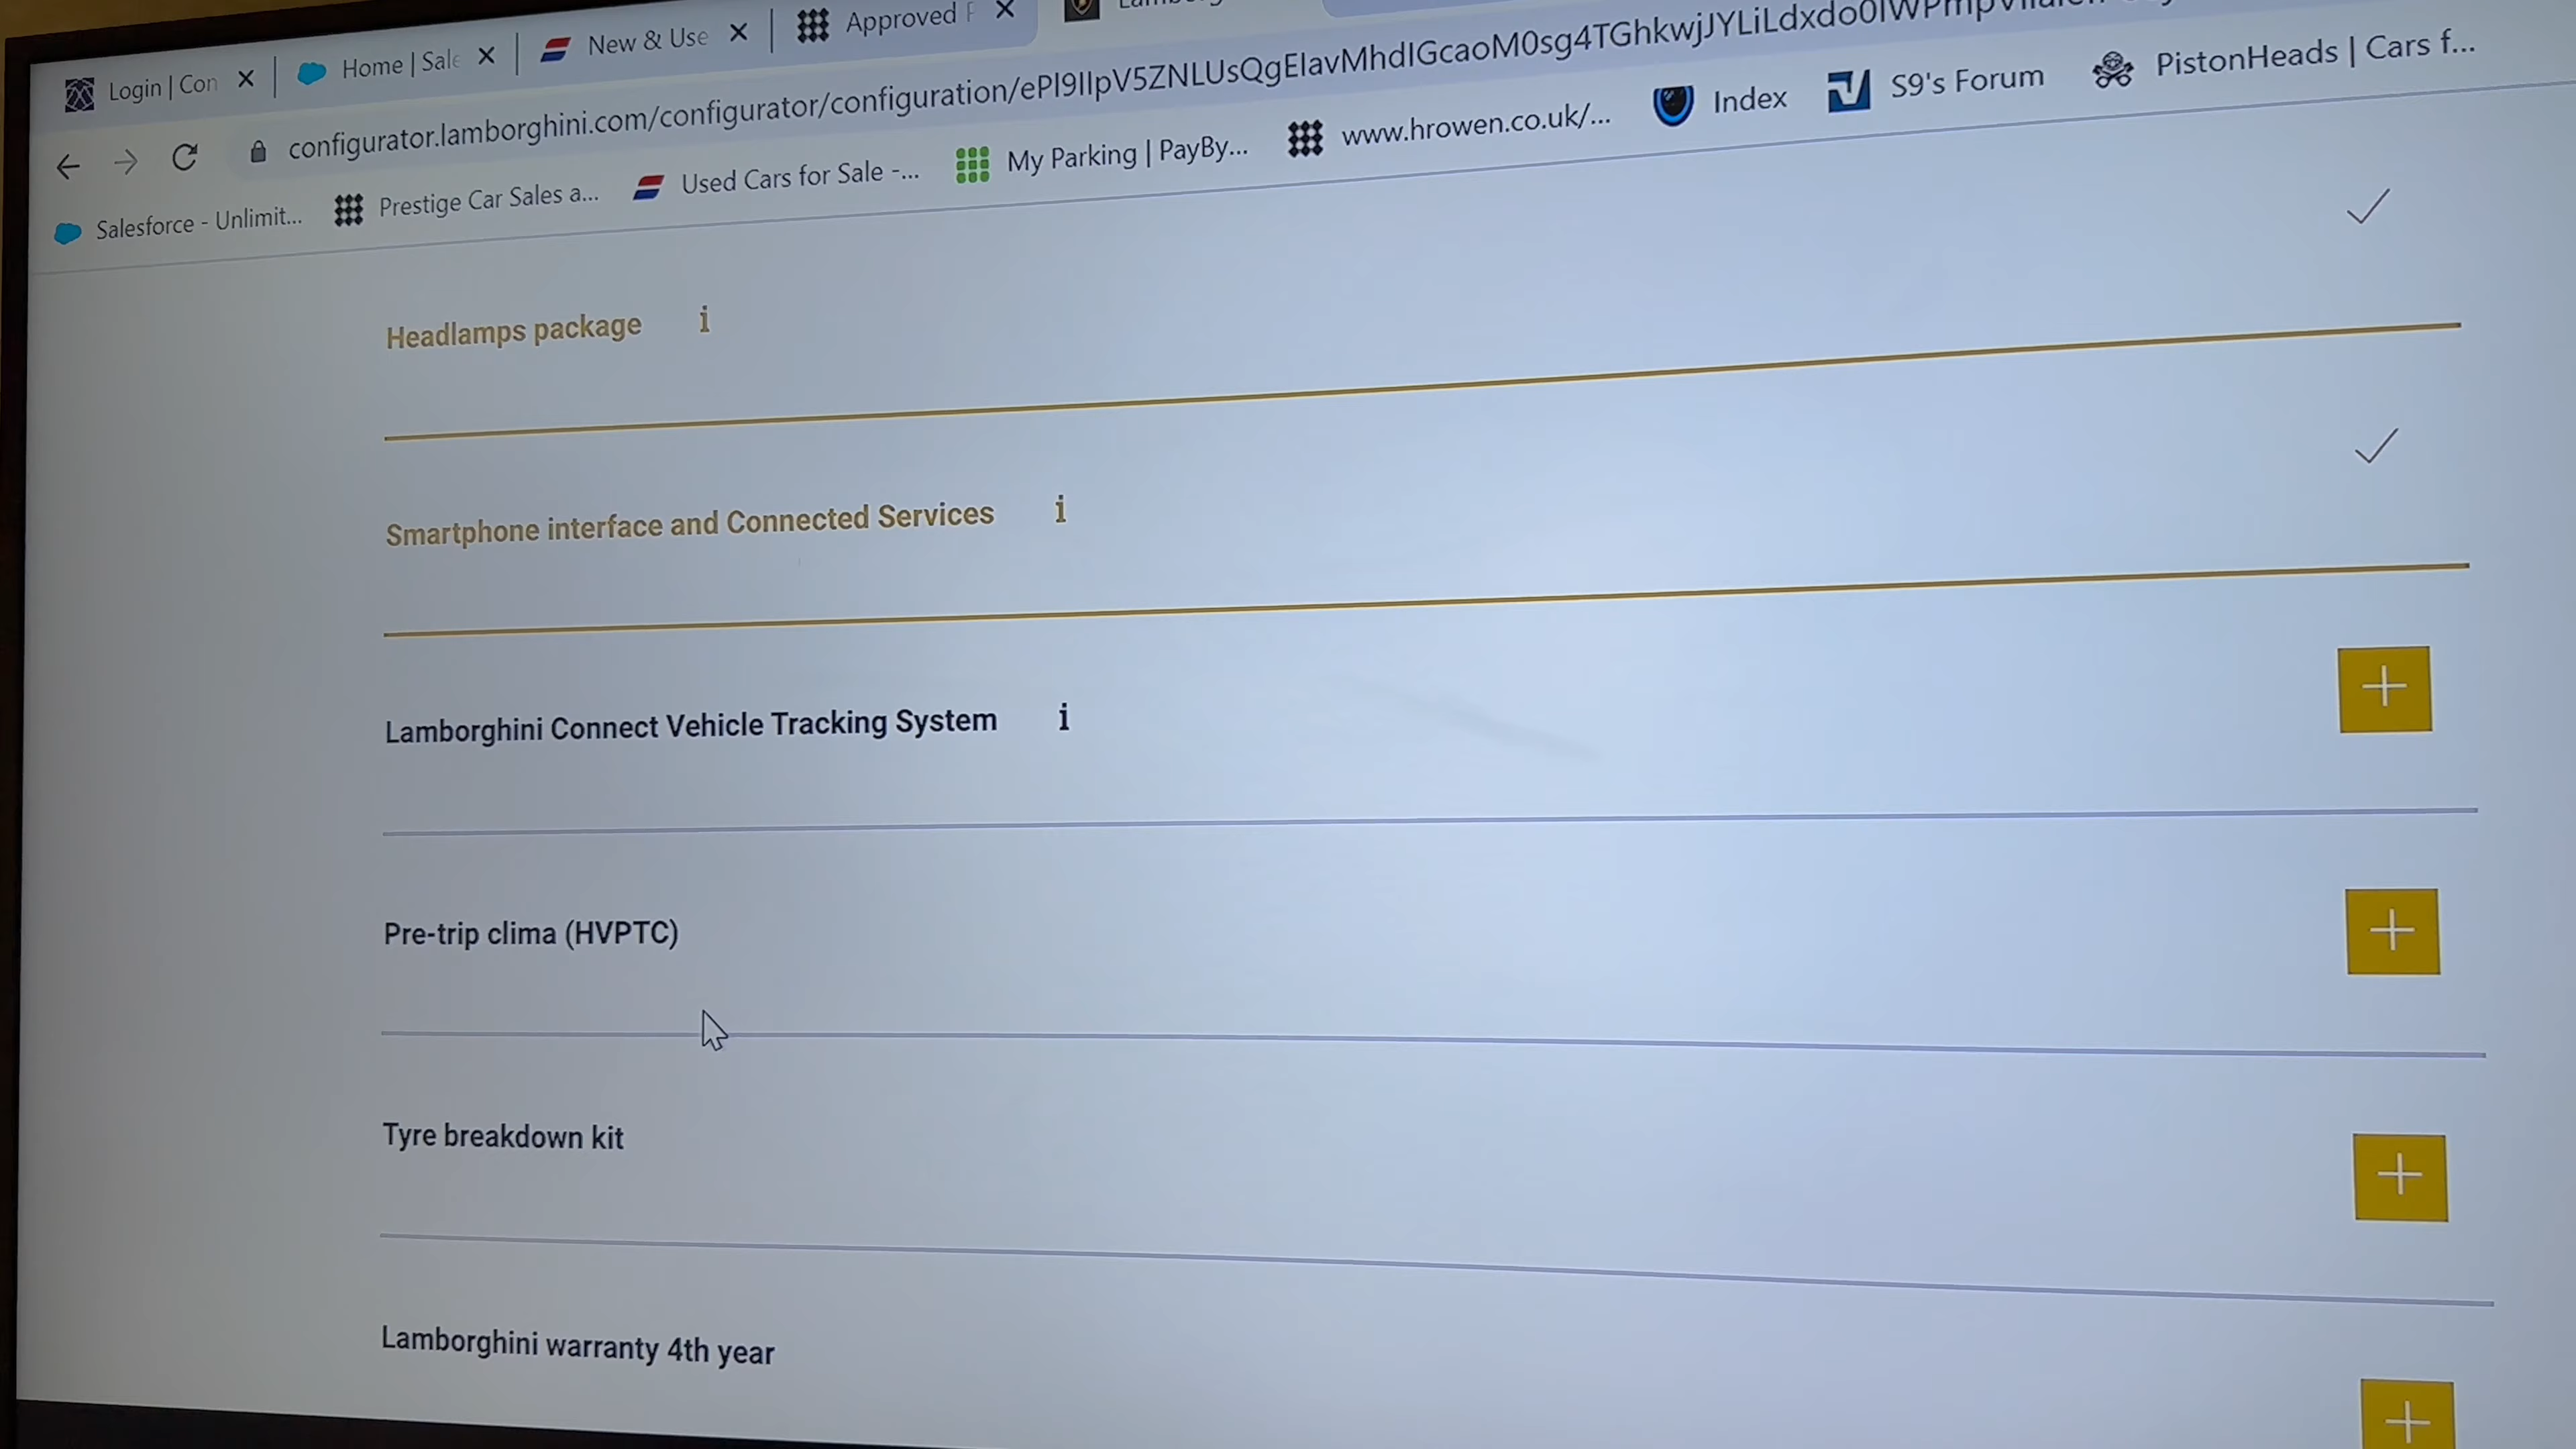 Login | Con
Home | Sale
New & Use
Approved F
configurator.lamborghini.com/configurator/configuration/
Salesforce - Unlimit...
Prestige Car Sales a...
Used Cars for Sale -...
My Parking | PayBy...
www.hrowen.co.uk/...
Index
S9's Forum
PistonHeads | Cars f...
Headlamps package i
Smartphone interface and Connected Services i
Lamborghini Connect Vehicle Tracking System i
Pre-trip clima (HVPTC)
Tyre breakdown kit
Lamborghini warranty 4th year